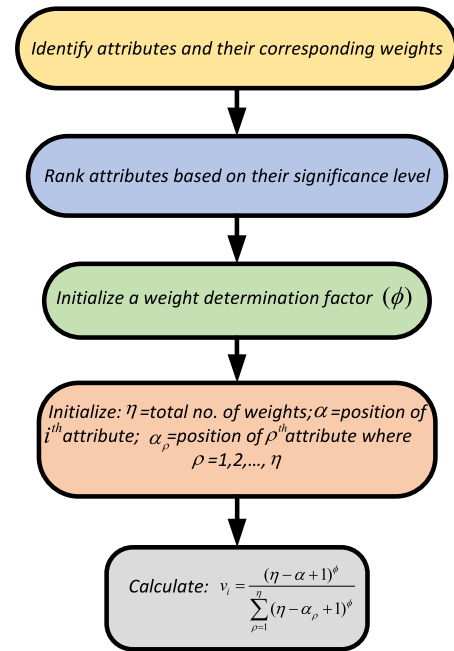 Identify attributes and their corresponding weights
Rank attributes based on their significance level
Initialize a weight determination factor (ϕ)
Initialize: η =total no. of weights; α =position of
i^{th} attribute; α_ρ=position of ρ^{th} attribute where
ρ =1,2,..., η
Calculate: v_i = \frac{(η − α + 1)^ϕ}{\sum_{ρ=1}^{η} (η − α_ρ + 1)^ϕ}